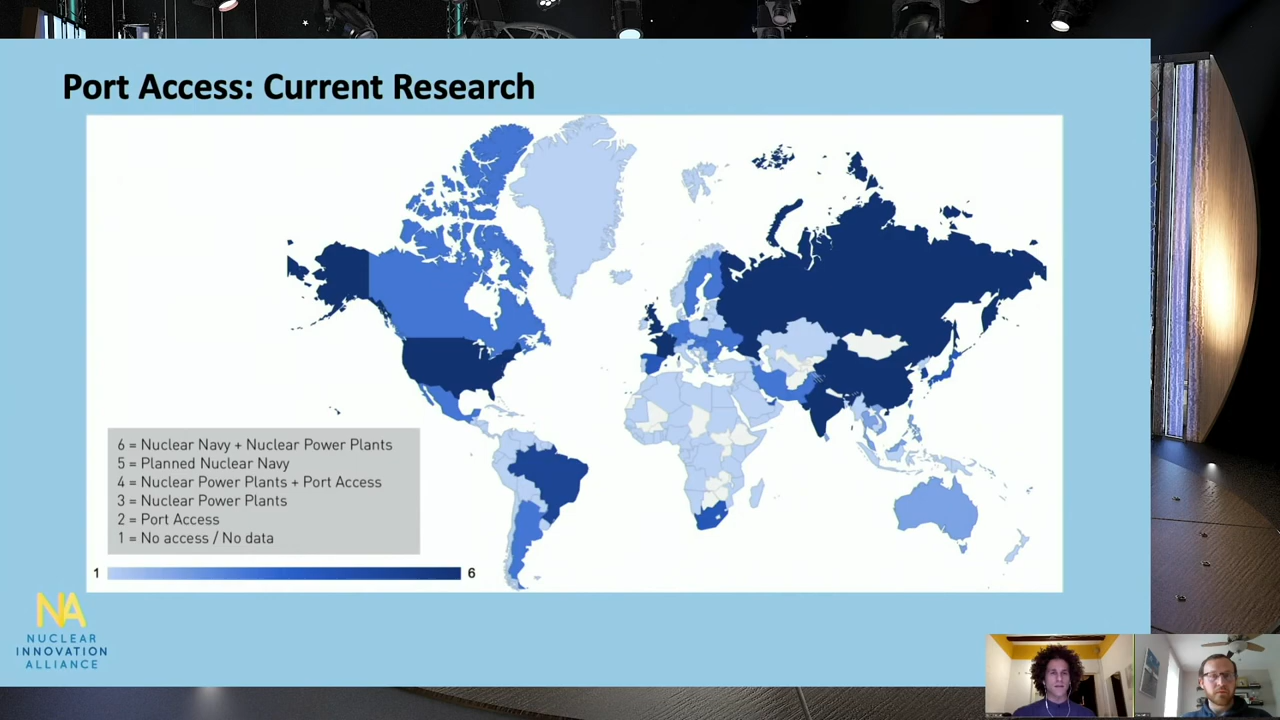 Port Access: Current Research
6 = Nuclear Navy + Nuclear Power Plants
5 = Planned Nuclear Navy
4 = Nuclear Power Plants + Port Access
3 = Nuclear Power Plants
2 = Port Access
1 = No access / No data
1
6
NA
NUCLEAR
INNOVATION
ALLIANCE